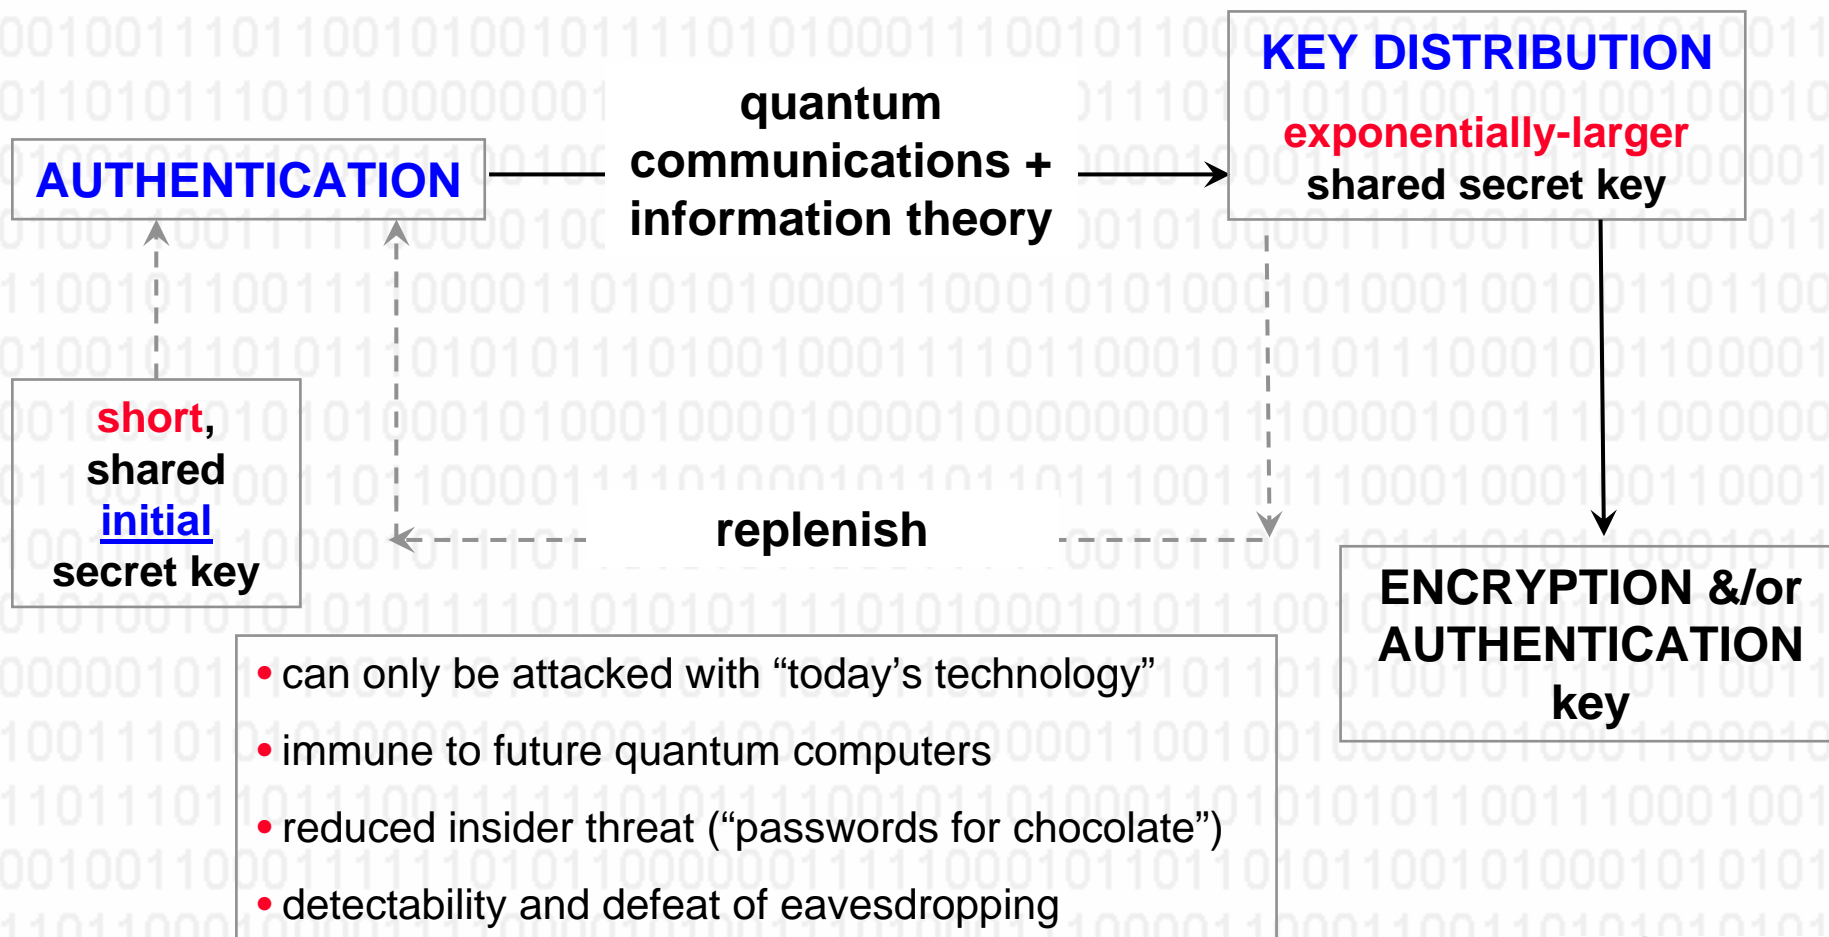 KEY DISTRIBUTION
exponentially-larger
shared secret key
quantum
communications +
information theory
AUTHENTICATION
short,
shared
initial
secret key
replenish
ENCRYPTION &/or
AUTHENTICATION
key
• can only be attacked with “today’s technology”
• immune to future quantum computers
• reduced insider threat (“passwords for chocolate”)
• detectability and defeat of eavesdropping